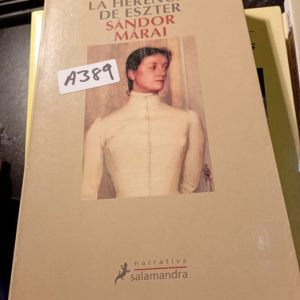 LA HERENCIA
DE ESZTER
SÁNDOR
MÁRAI
A389
narrativa
salamandra